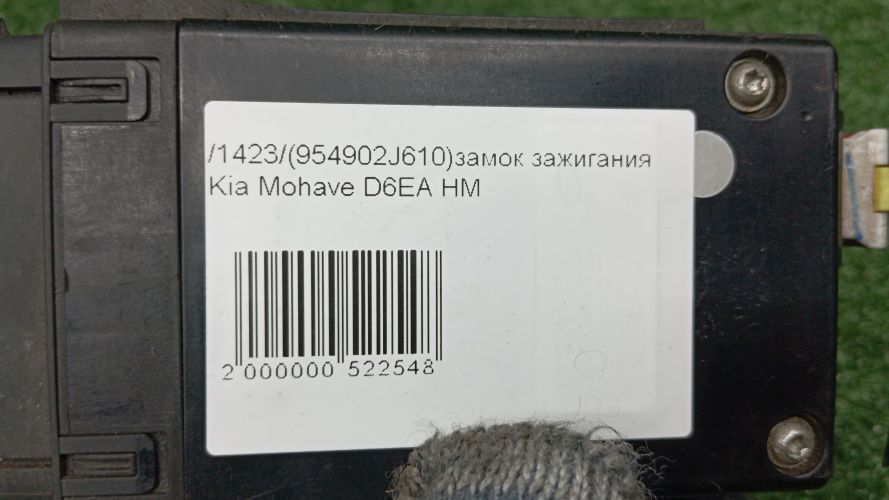 /1423/(954902J610)замок зажигания
Kia Mohave D6EA HM
2 000000 522548